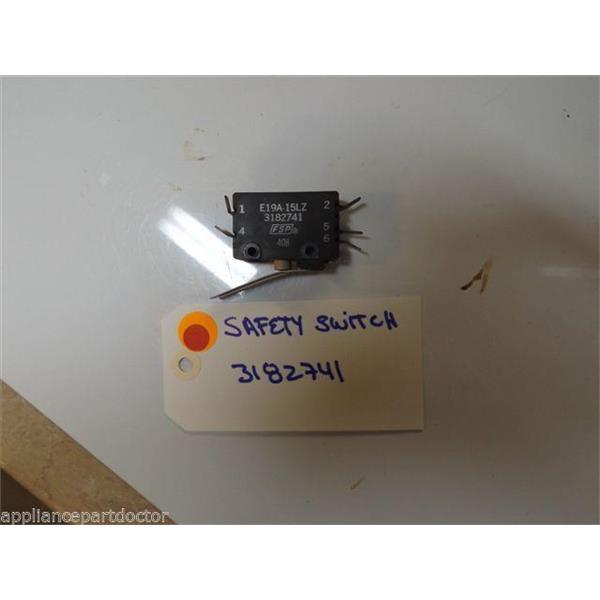 1 E19A-15LZ 2
3182741
4 FSP® 5
408 6
SAFETY SWITCH
3182741
appliancepartdoctor